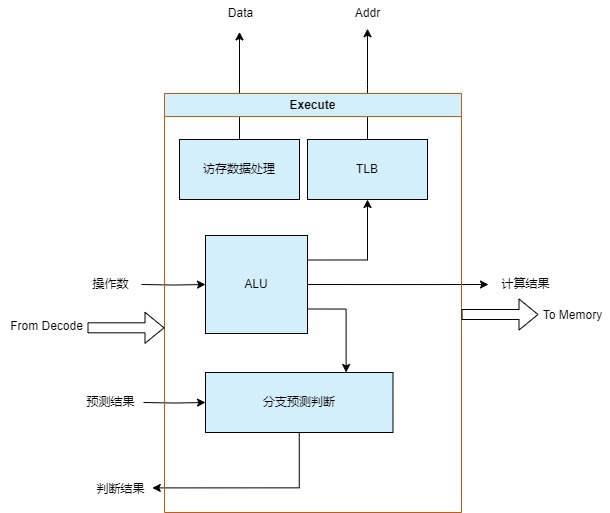 Data
Addr
Execute
访存数据处理
TLB
操作数
ALU
计算结果
From Decode
To Memory
预测结果
分支预测判断
判断结果